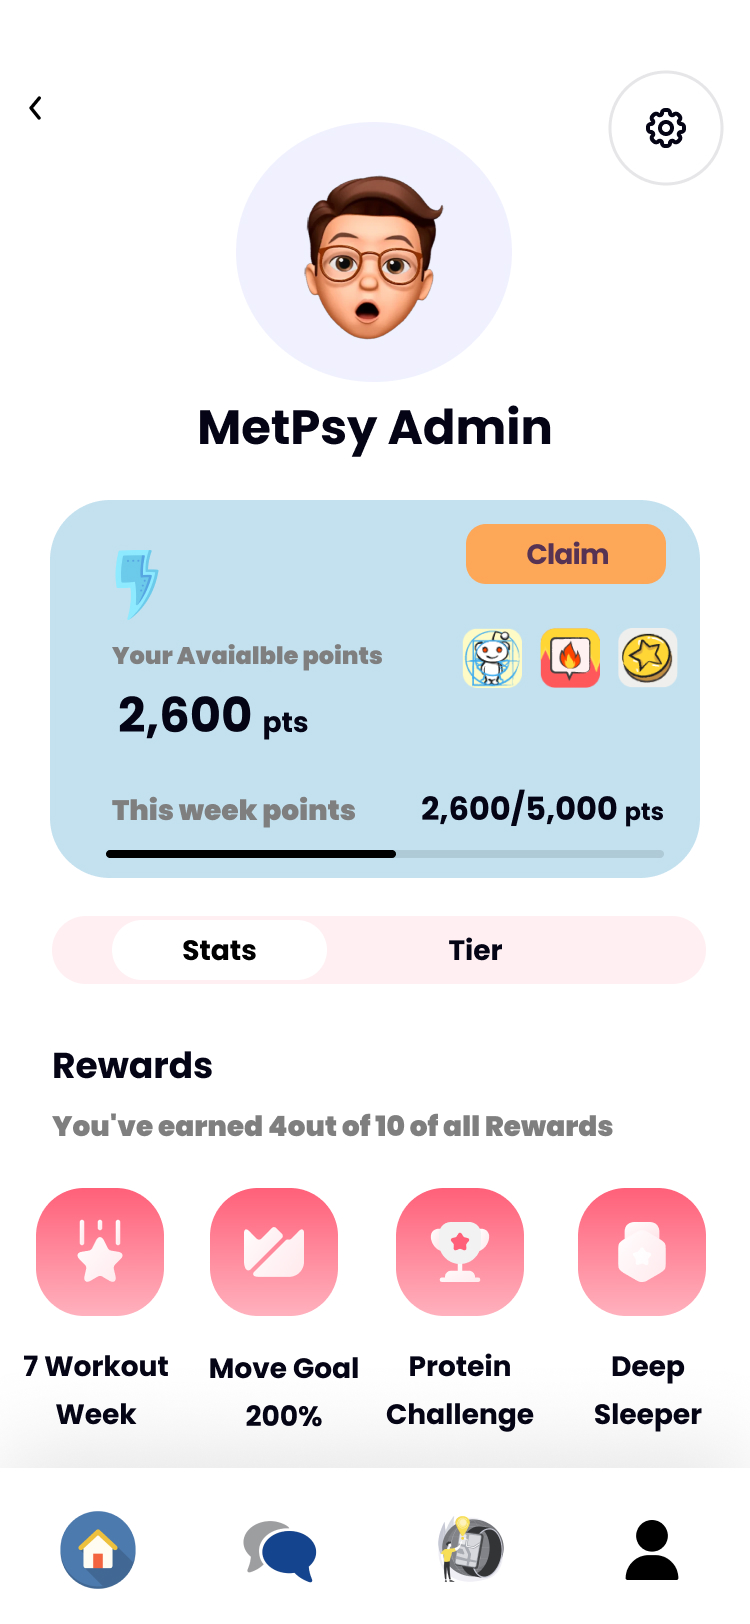 MetPsy Admin
Claim
Your Avaialble points
2,600 pts
This week points 2,600/5,000 pts
Stats Tier
Rewards
You've earned 4out of 10 of all Rewards
7 Workout Week
Move Goal 200%
Protein Challenge
Deep Sleeper